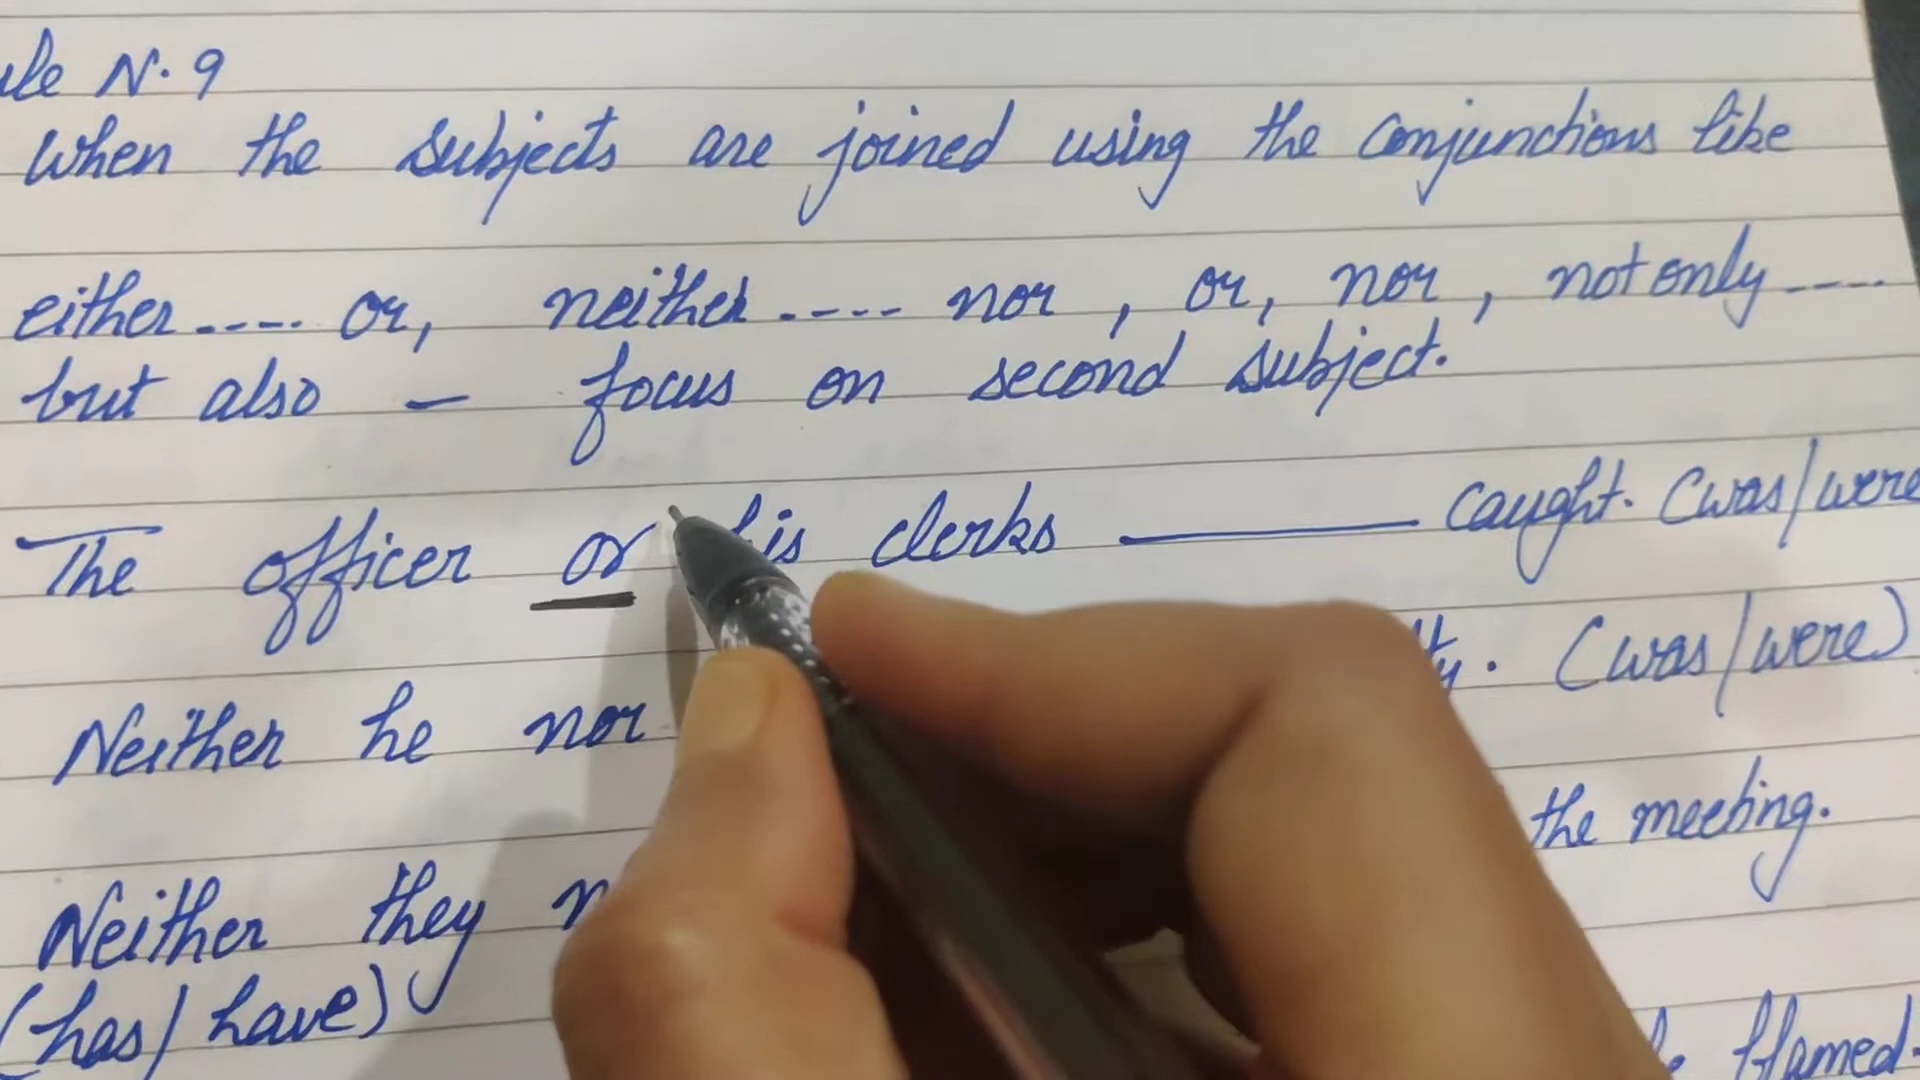 N. 9
When the subjects are joined using the conjunctions like
either .... or, neither .... nor, or, nor, not only ....
but also - focus on second subject.
The officer or his clerks ______ caught. (was/were
Neither he nor . (was/were)
Neither they the meeting.
(has/have)
flamed.